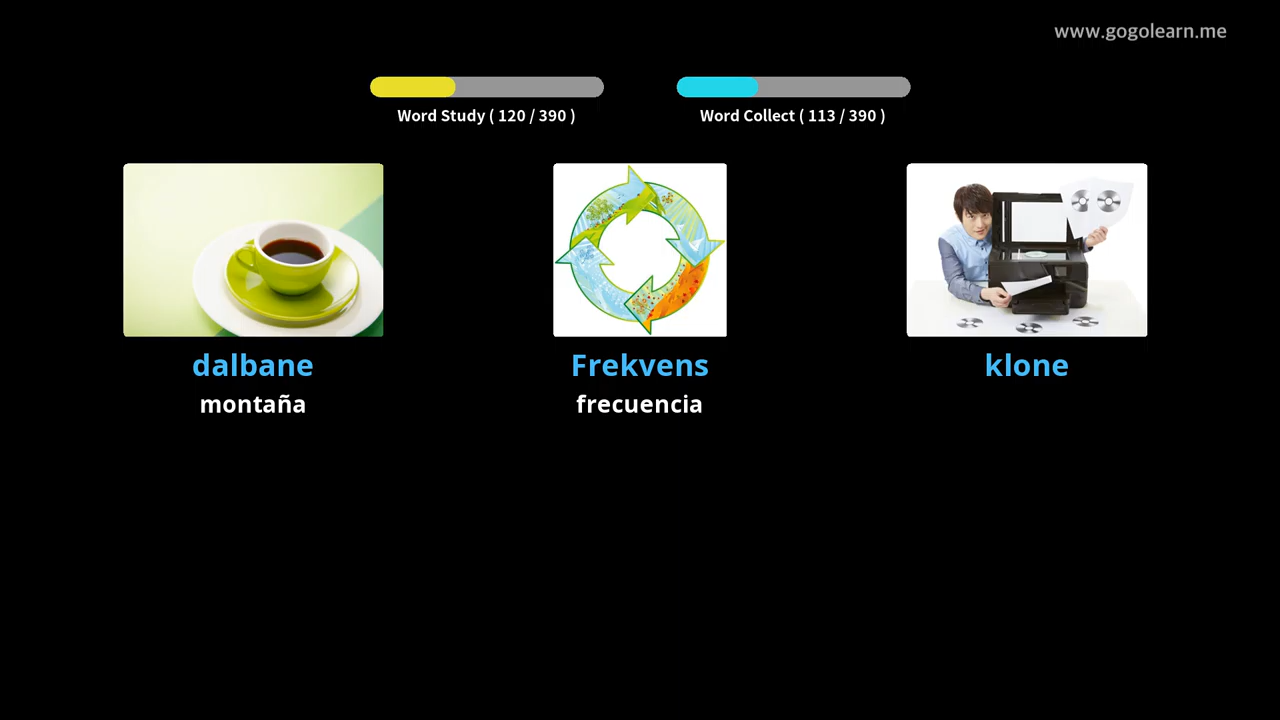 www.gogolearn.me
Word Study ( 120 / 390 )
Word Collect ( 113 / 390 )
dalbane
Frekvens
klone
montaña
frecuencia